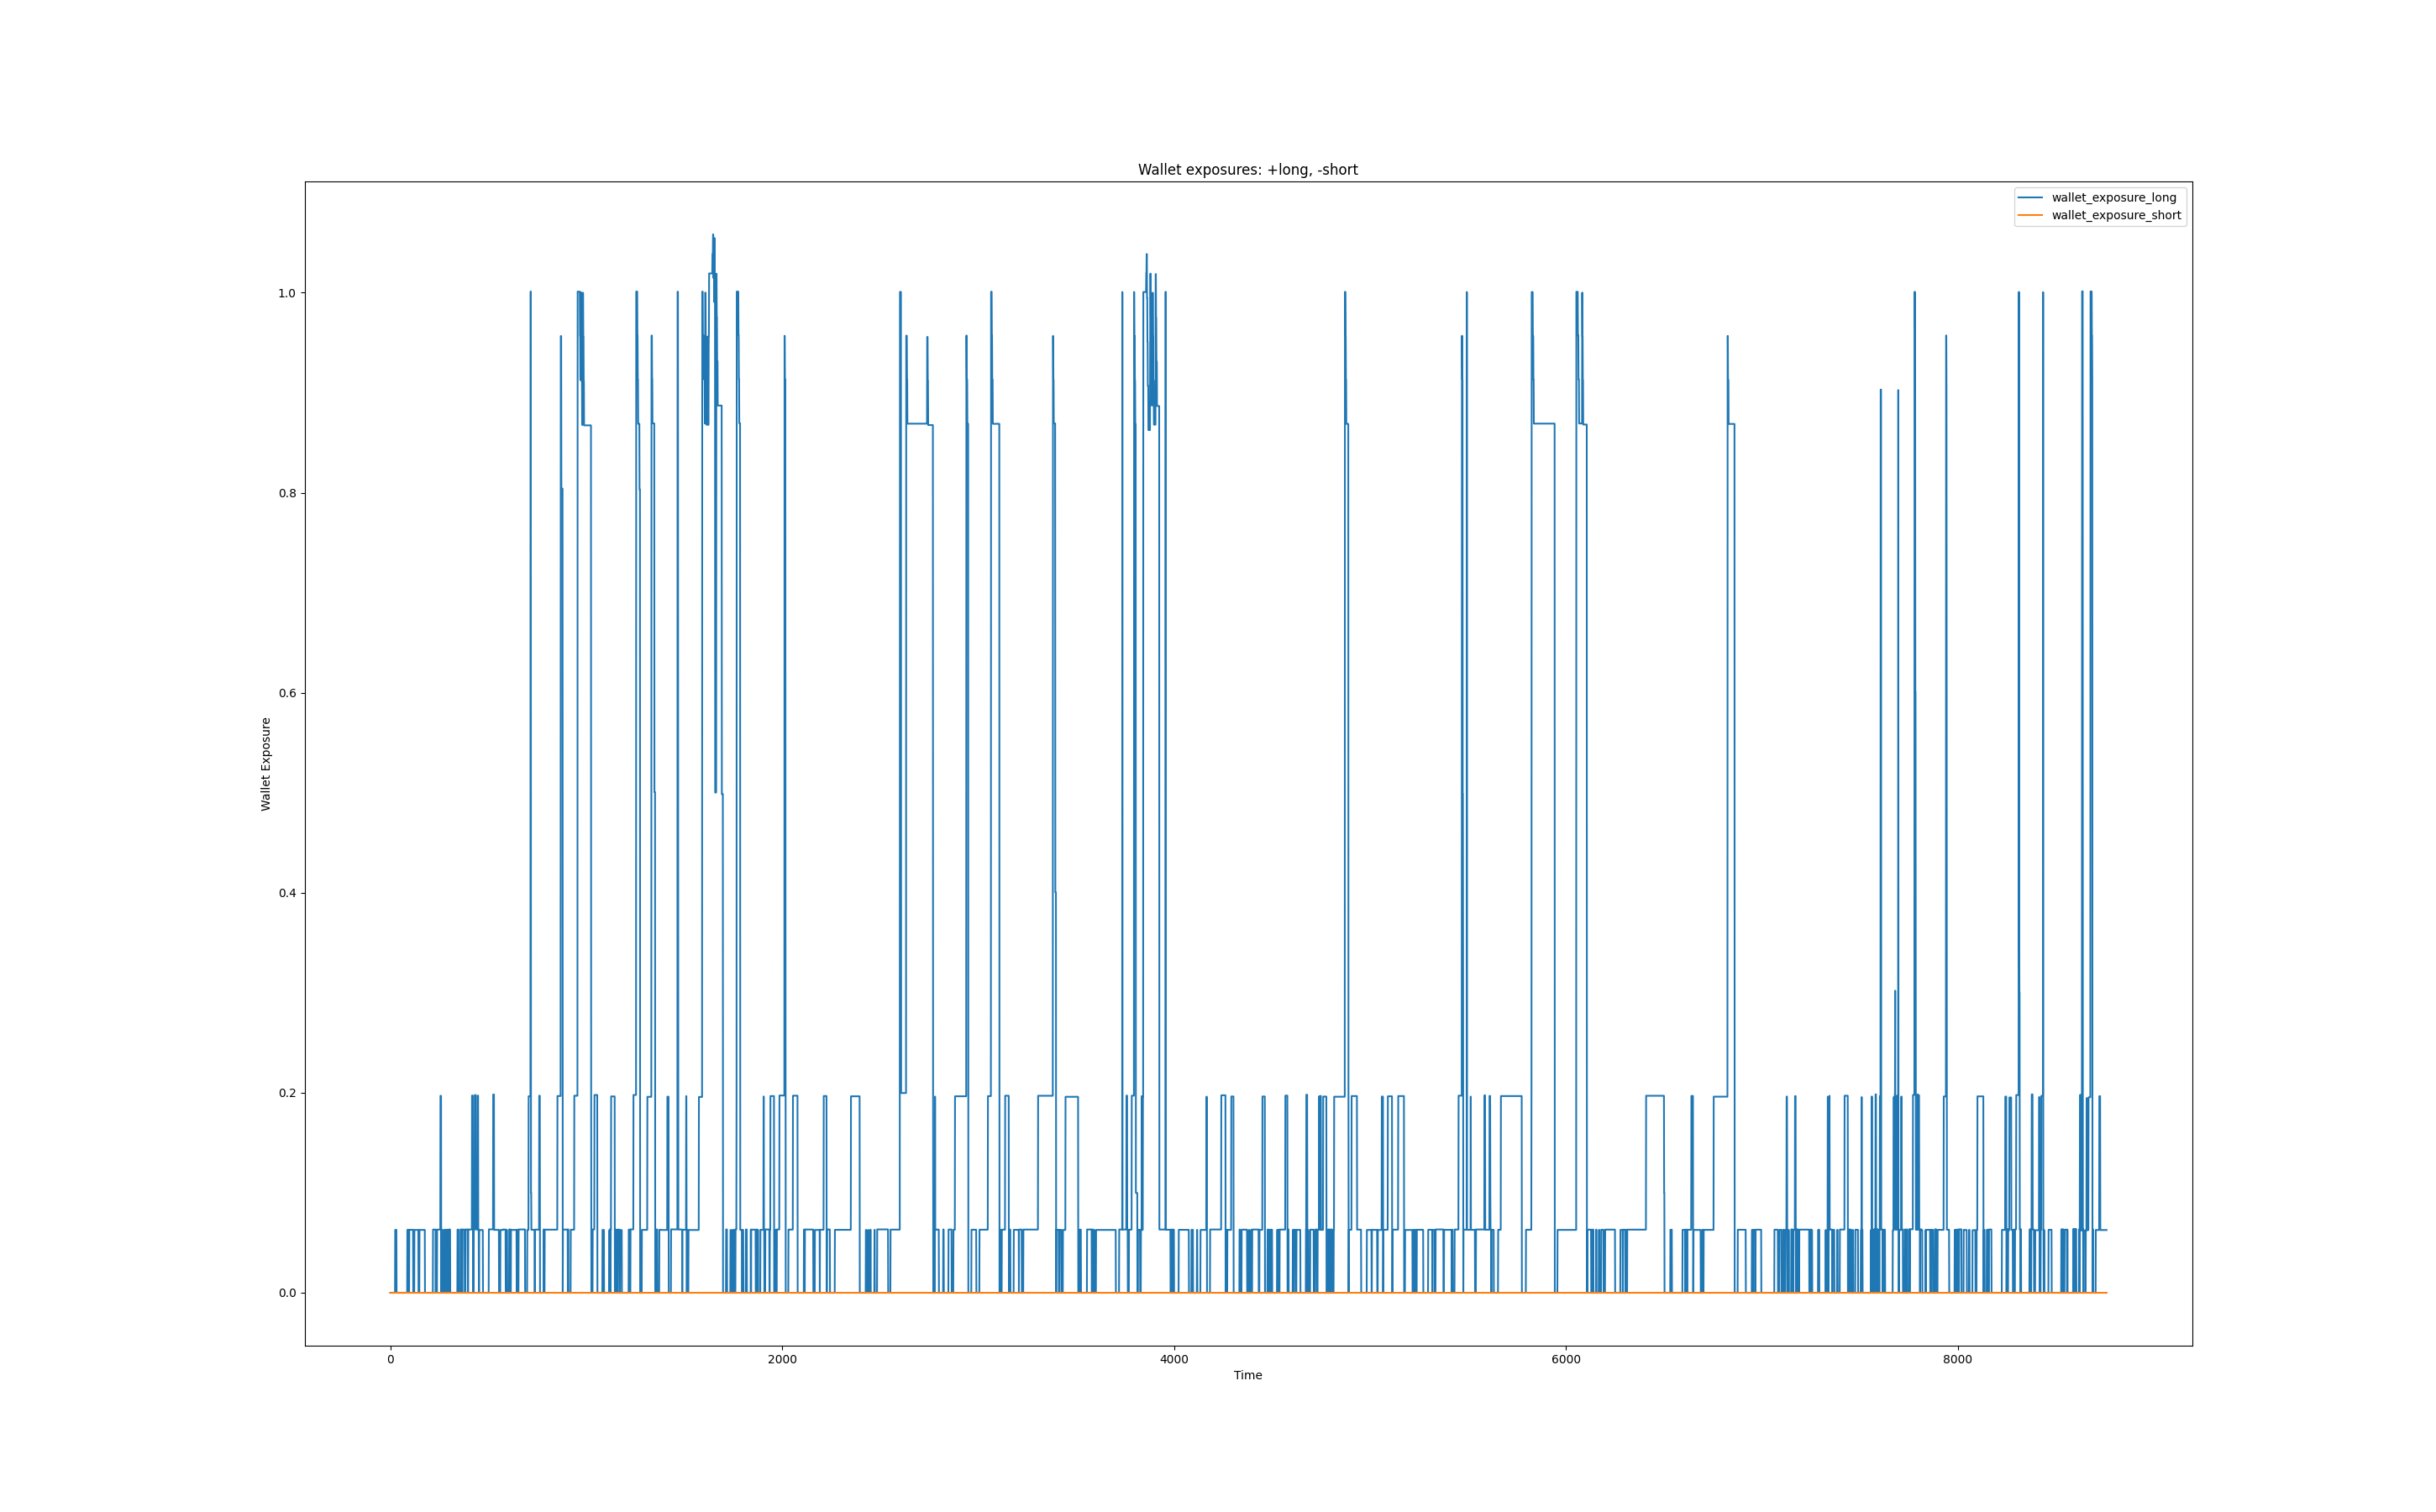 Wallet exposures: +long, -short
wallet_exposure_long
wallet_exposure_short
1.0
0.8
0.6
0.4
0.2
0.0
Wallet Exposure
0 2000 4000 6000 8000
Time